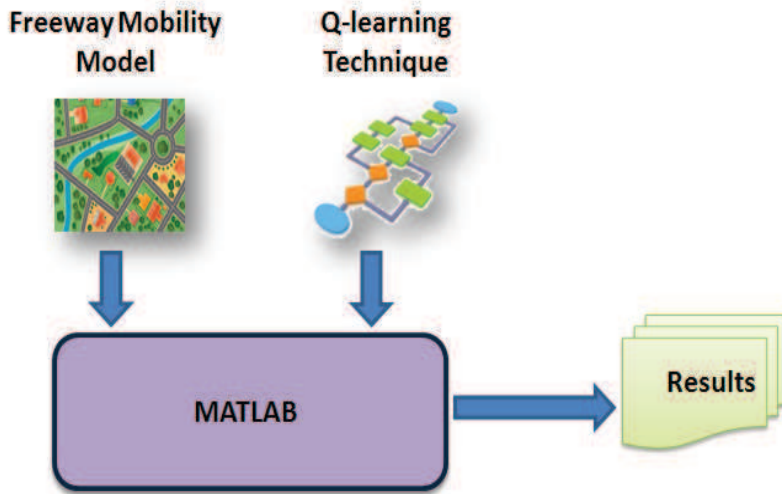 Freeway Mobility
Model
Q-learning
Technique
MATLAB
Results